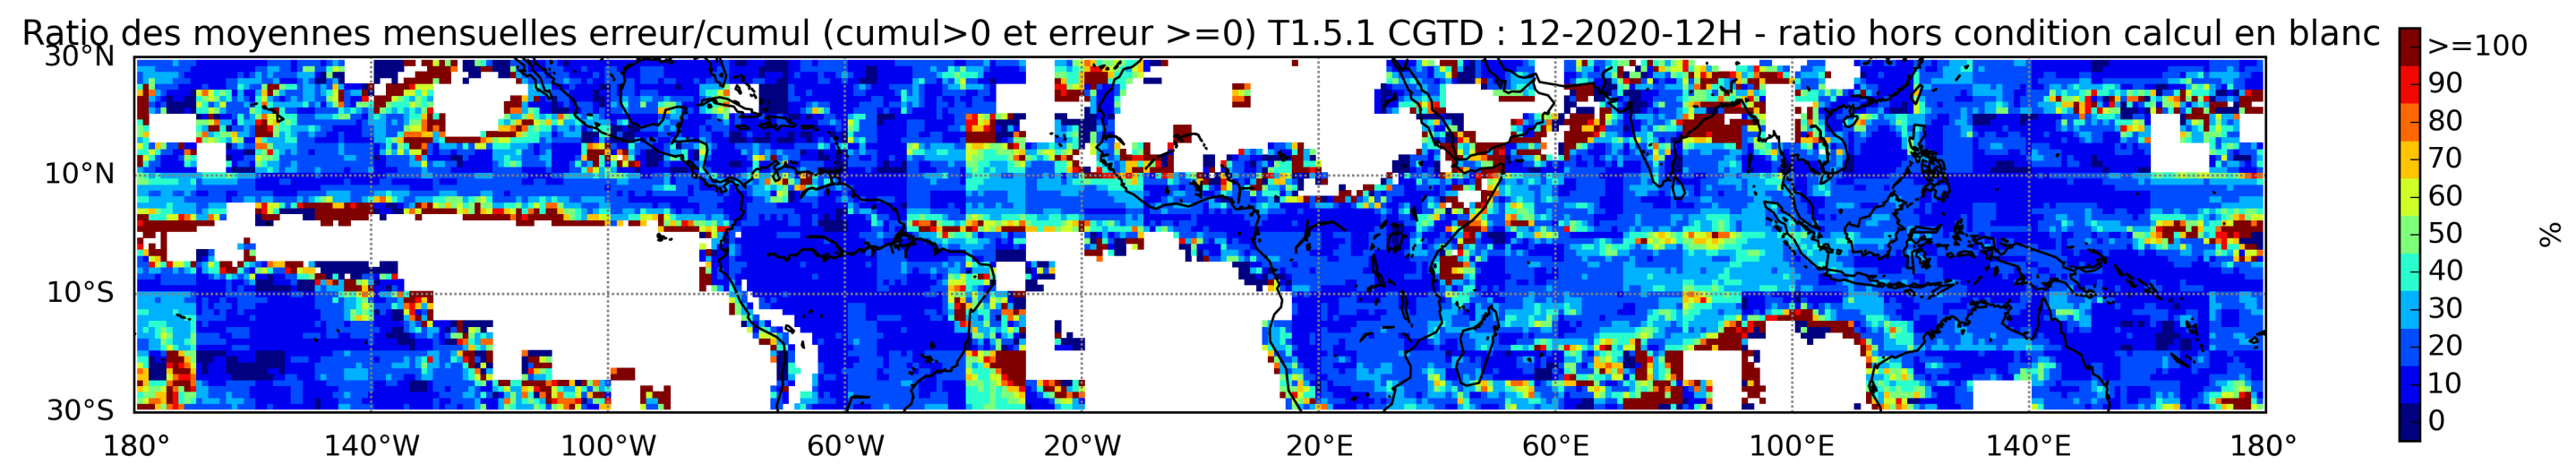 Ratio des moyennes mensuelles erreur/cumul (cumul>0 et erreur >=0) T1.5.1 CGTD : 12-2020-12H - ratio hors condition calcul en blanc
30°N
10°N
10°S
30°S
180° 140°W 100°W 60°W 20°W 20°E 60°E 100°E 140°E 180°
>=100
90
80
70
60
50
40
30
20
10
0
%